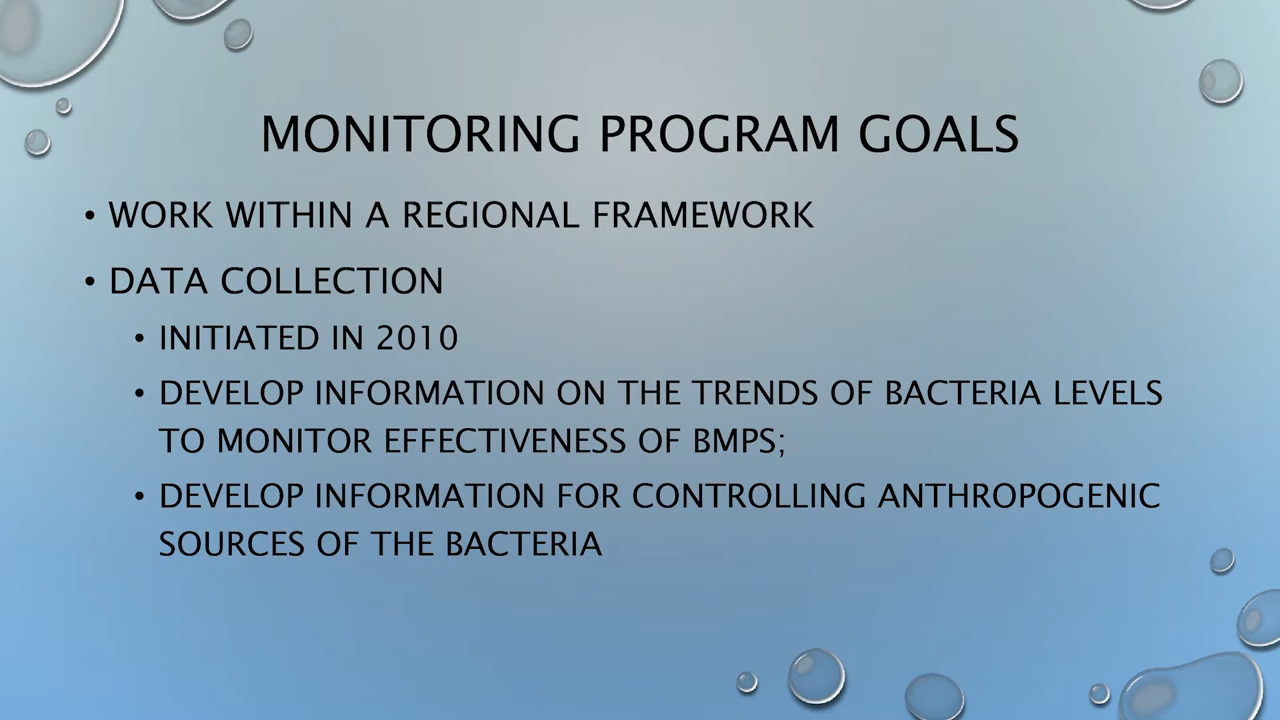 MONITORING PROGRAM GOALS
• WORK WITHIN A REGIONAL FRAMEWORK
• DATA COLLECTION
• INITIATED IN 2010
• DEVELOP INFORMATION ON THE TRENDS OF BACTERIA LEVELS
TO MONITOR EFFECTIVENESS OF BMPS;
• DEVELOP INFORMATION FOR CONTROLLING ANTHROPOGENIC
SOURCES OF THE BACTERIA